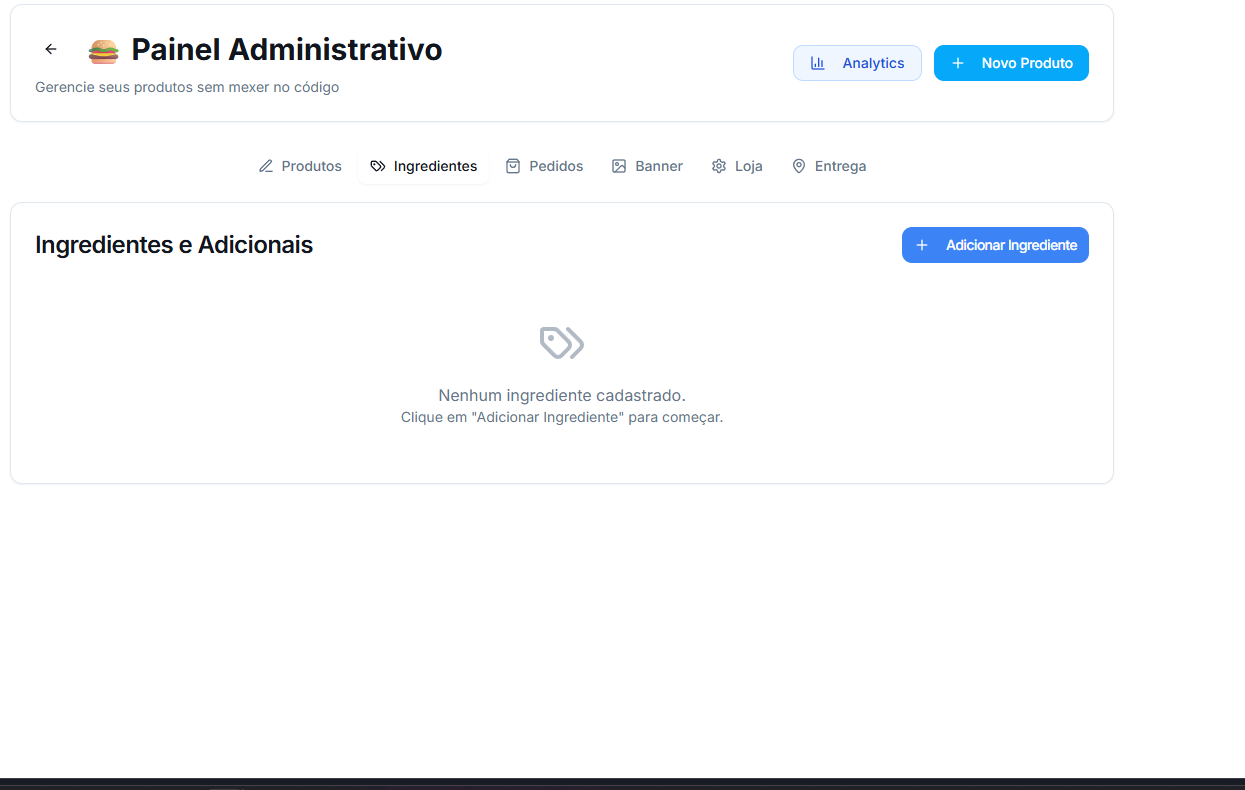 Painel Administrativo
Gerencie seus produtos sem mexer no código
Analytics
Novo Produto
Produtos
Ingredientes
Pedidos
Banner
Loja
Entrega
Ingredientes e Adicionais
Adicionar Ingrediente
Nenhum ingrediente cadastrado.
Clique em "Adicionar Ingrediente" para começar.